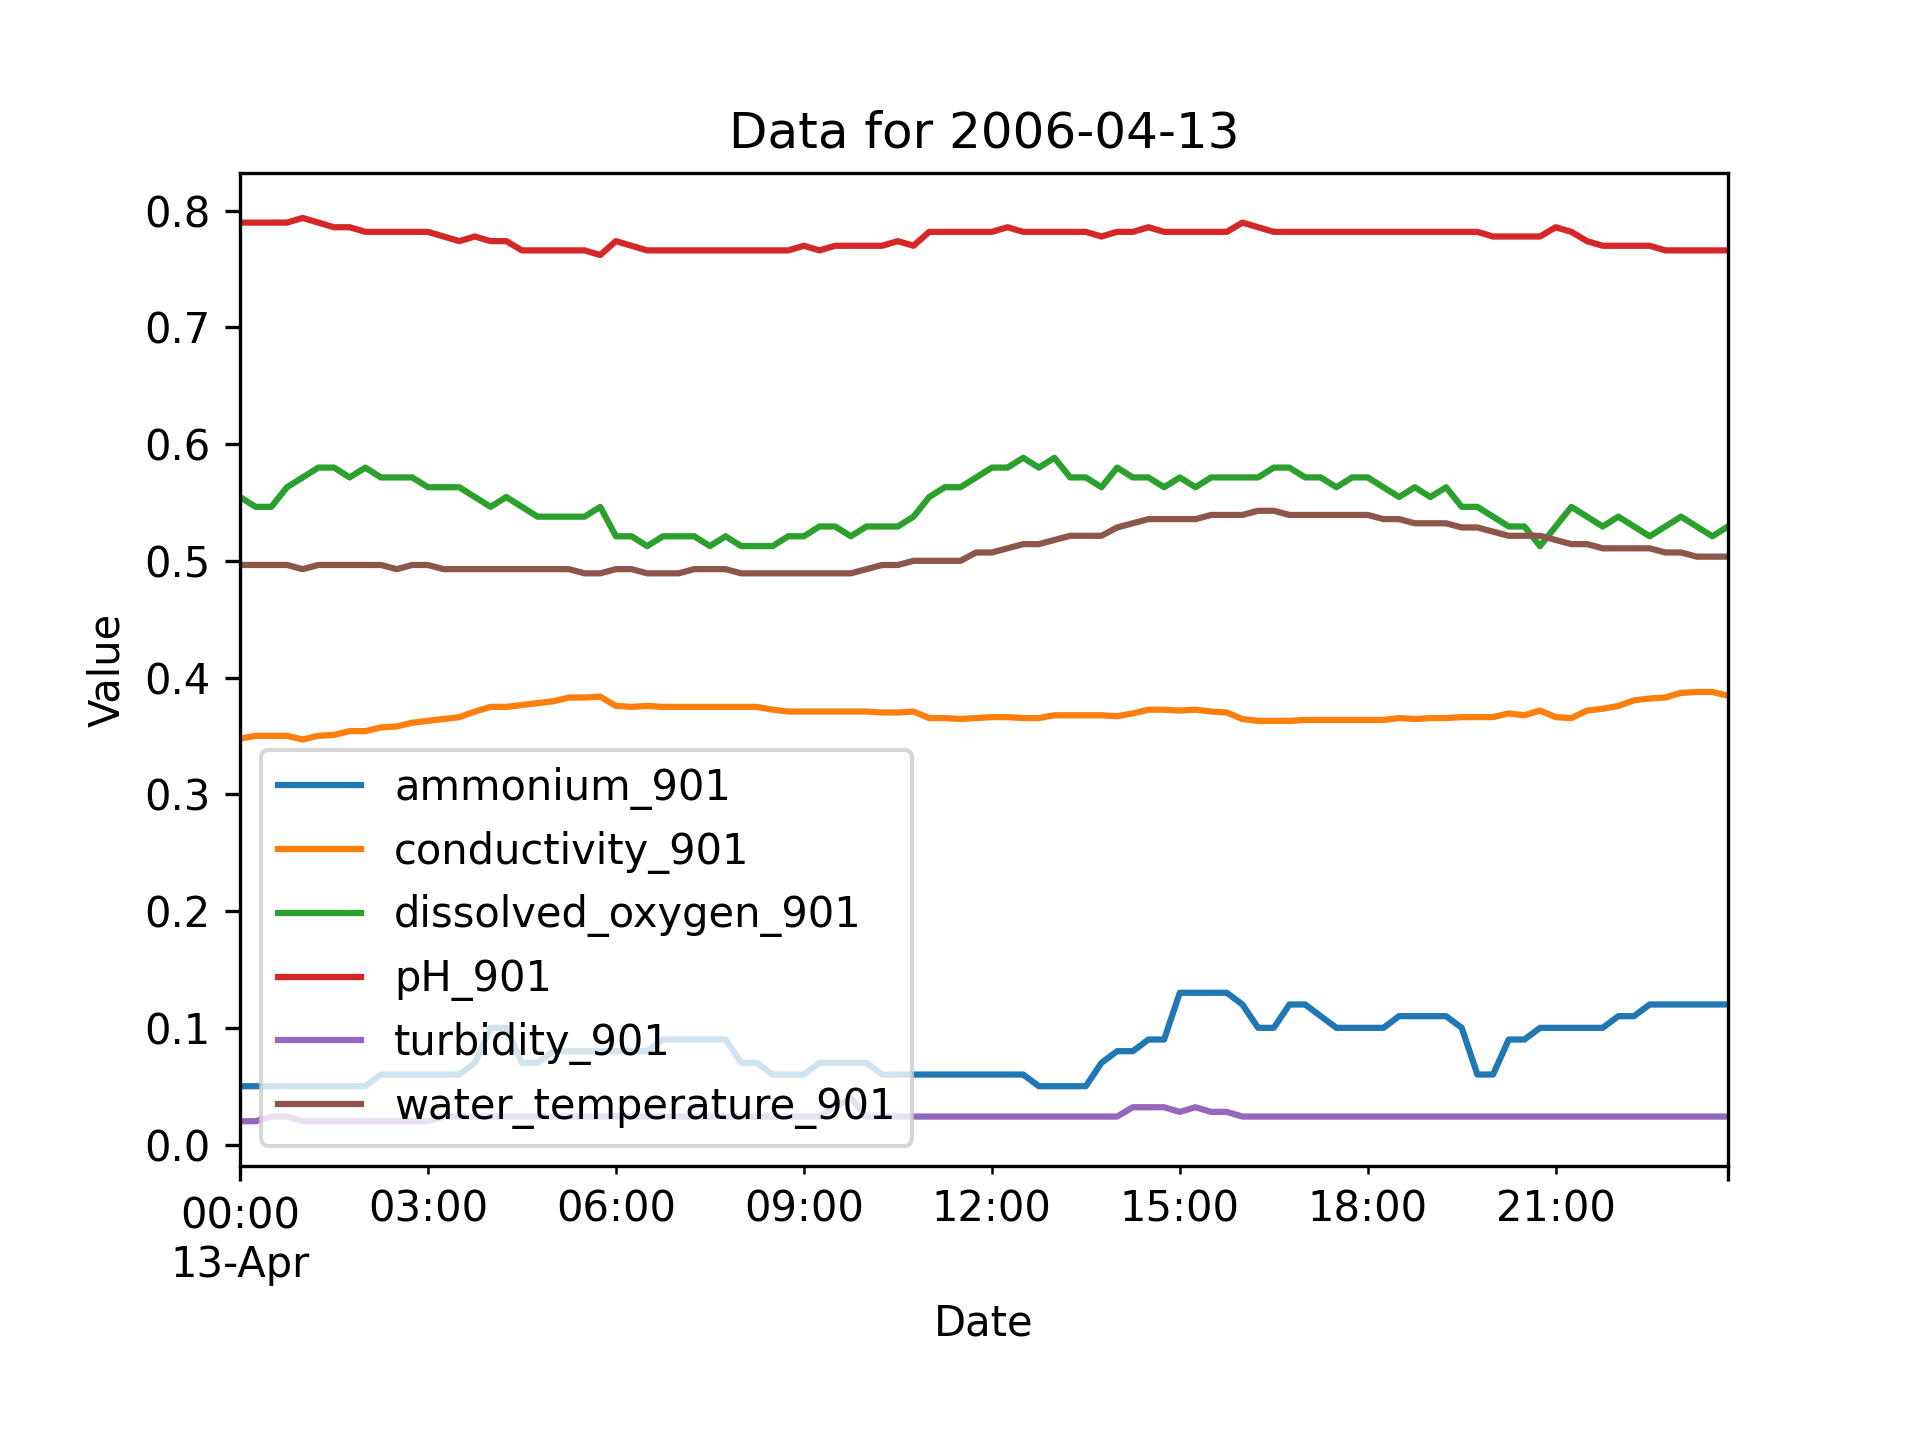 Data for 2006-04-13
0.8
0.7
0.6
0.5
0.4
0.3
0.2
0.1
0.0
Value
ammonium_901
conductivity_901
dissolved_oxygen_901
pH_901
turbidity_901
water_temperature_901
00:00 03:00 06:00 09:00 12:00 15:00 18:00 21:00
13-Apr
Date